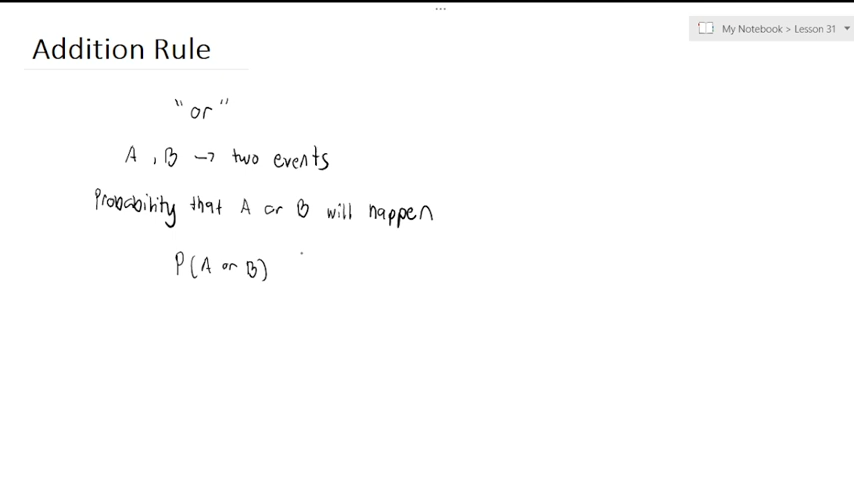 ...
My Notebook > Lesson 31
Addition Rule
"or"
A , B → two events
Probability that A or B will happen
P(A or B)